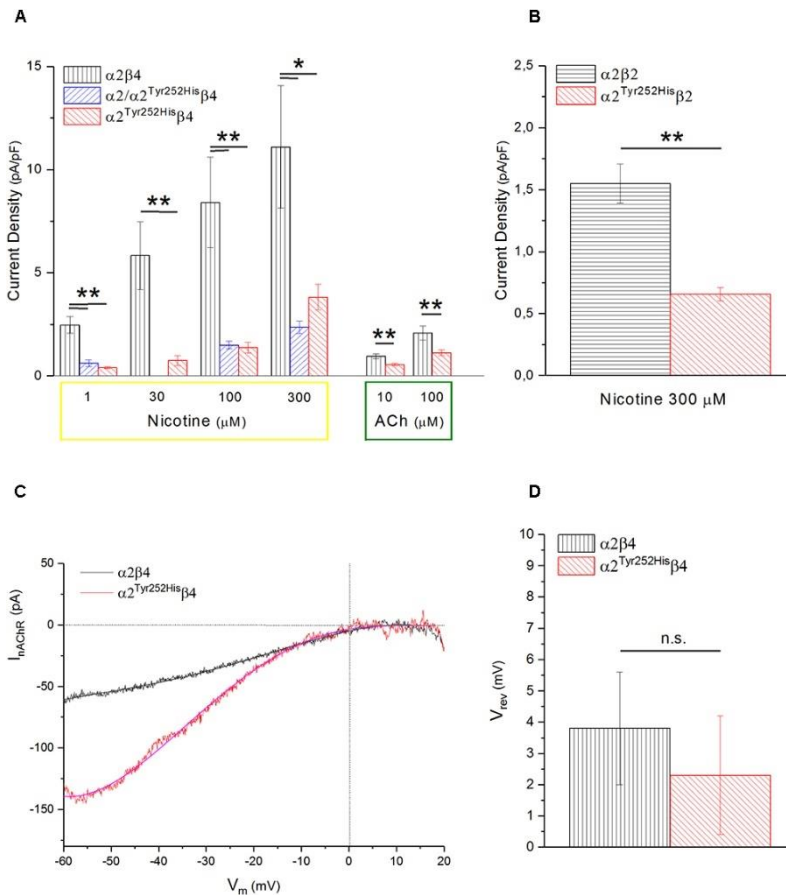 A
Current Density (pA/pF)
15
10
5
0
α2β4
α2/α2Tyr252Hisβ4
α2Tyr252Hisβ4
**
**
**
*
**
**
1 30 100 300 10 100
Nicotine (μM) ACh (μM)
B
Current Density (pA/pF)
2,5
2,0
1,5
1,0
0,5
0,0
α2β2
α2Tyr252Hisβ2
**
Nicotine 300 μM
C
InAChR (pA)
50
0
-50
-100
-150
α2β4
α2Tyr252Hisβ4
-60 -50 -40 -30 -20 -10 0 10 20
Vm (mV)
D
Vrev (mV)
10
9
8
7
6
5
4
3
2
1
0
α2β4
α2Tyr252Hisβ4
n.s.